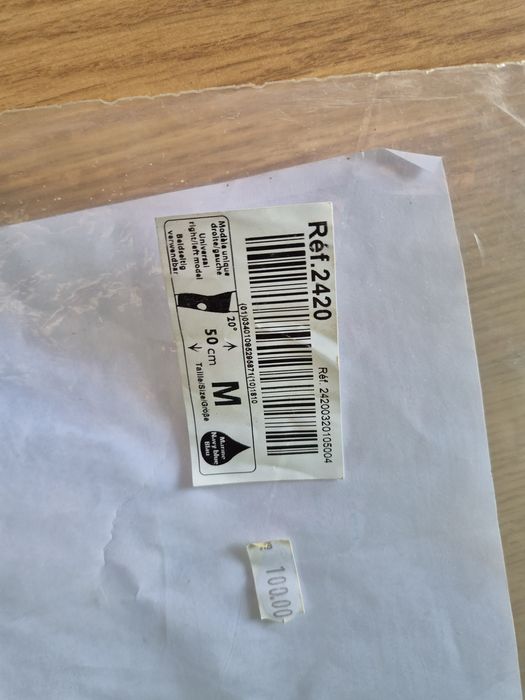 Réf.2420
Réf. 24200320105004
(01)03401095295871(10)1810
Modèle unique
droite/gauche
Universal
right/left model
Beidseitig
verwendbar
20°
50 cm
M
Taille/Size/Größe
Marine
Navy blue
Blau
100.00